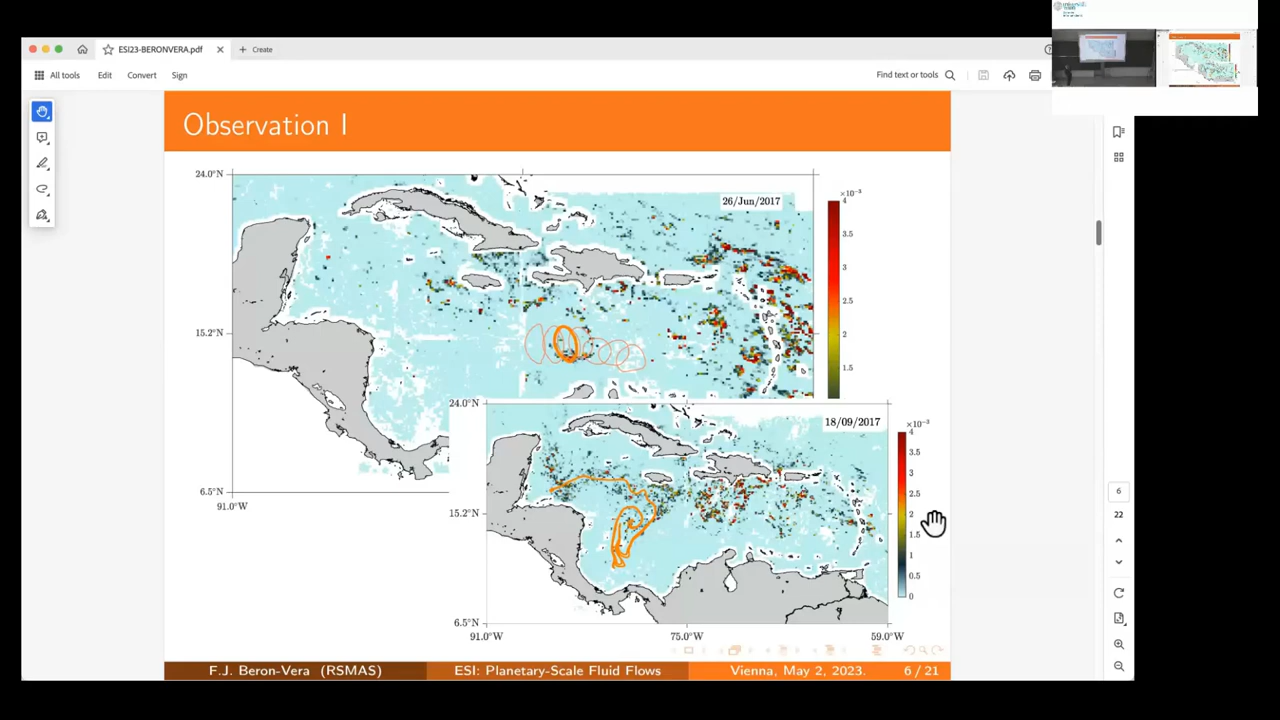 ESI23-BERONVERA.pdf
Create
All tools
Edit
Convert
Sign
Find text or tools
Observation I
24.0°N
15.2°N
6.5°N
91.0°W
26/Jun/2017
×10⁻³
4
3.5
3
2.5
2
1.5
24.0°N
15.2°N
6.5°N
91.0°W
75.0°W
59.0°W
18/09/2017
×10⁻³
4
3.5
3
2.5
2
1.5
1
0.5
0
6
22
F.J. Beron-Vera (RSMAS)
ESI: Planetary-Scale Fluid Flows
Vienna, May 2, 2023.
6 / 21